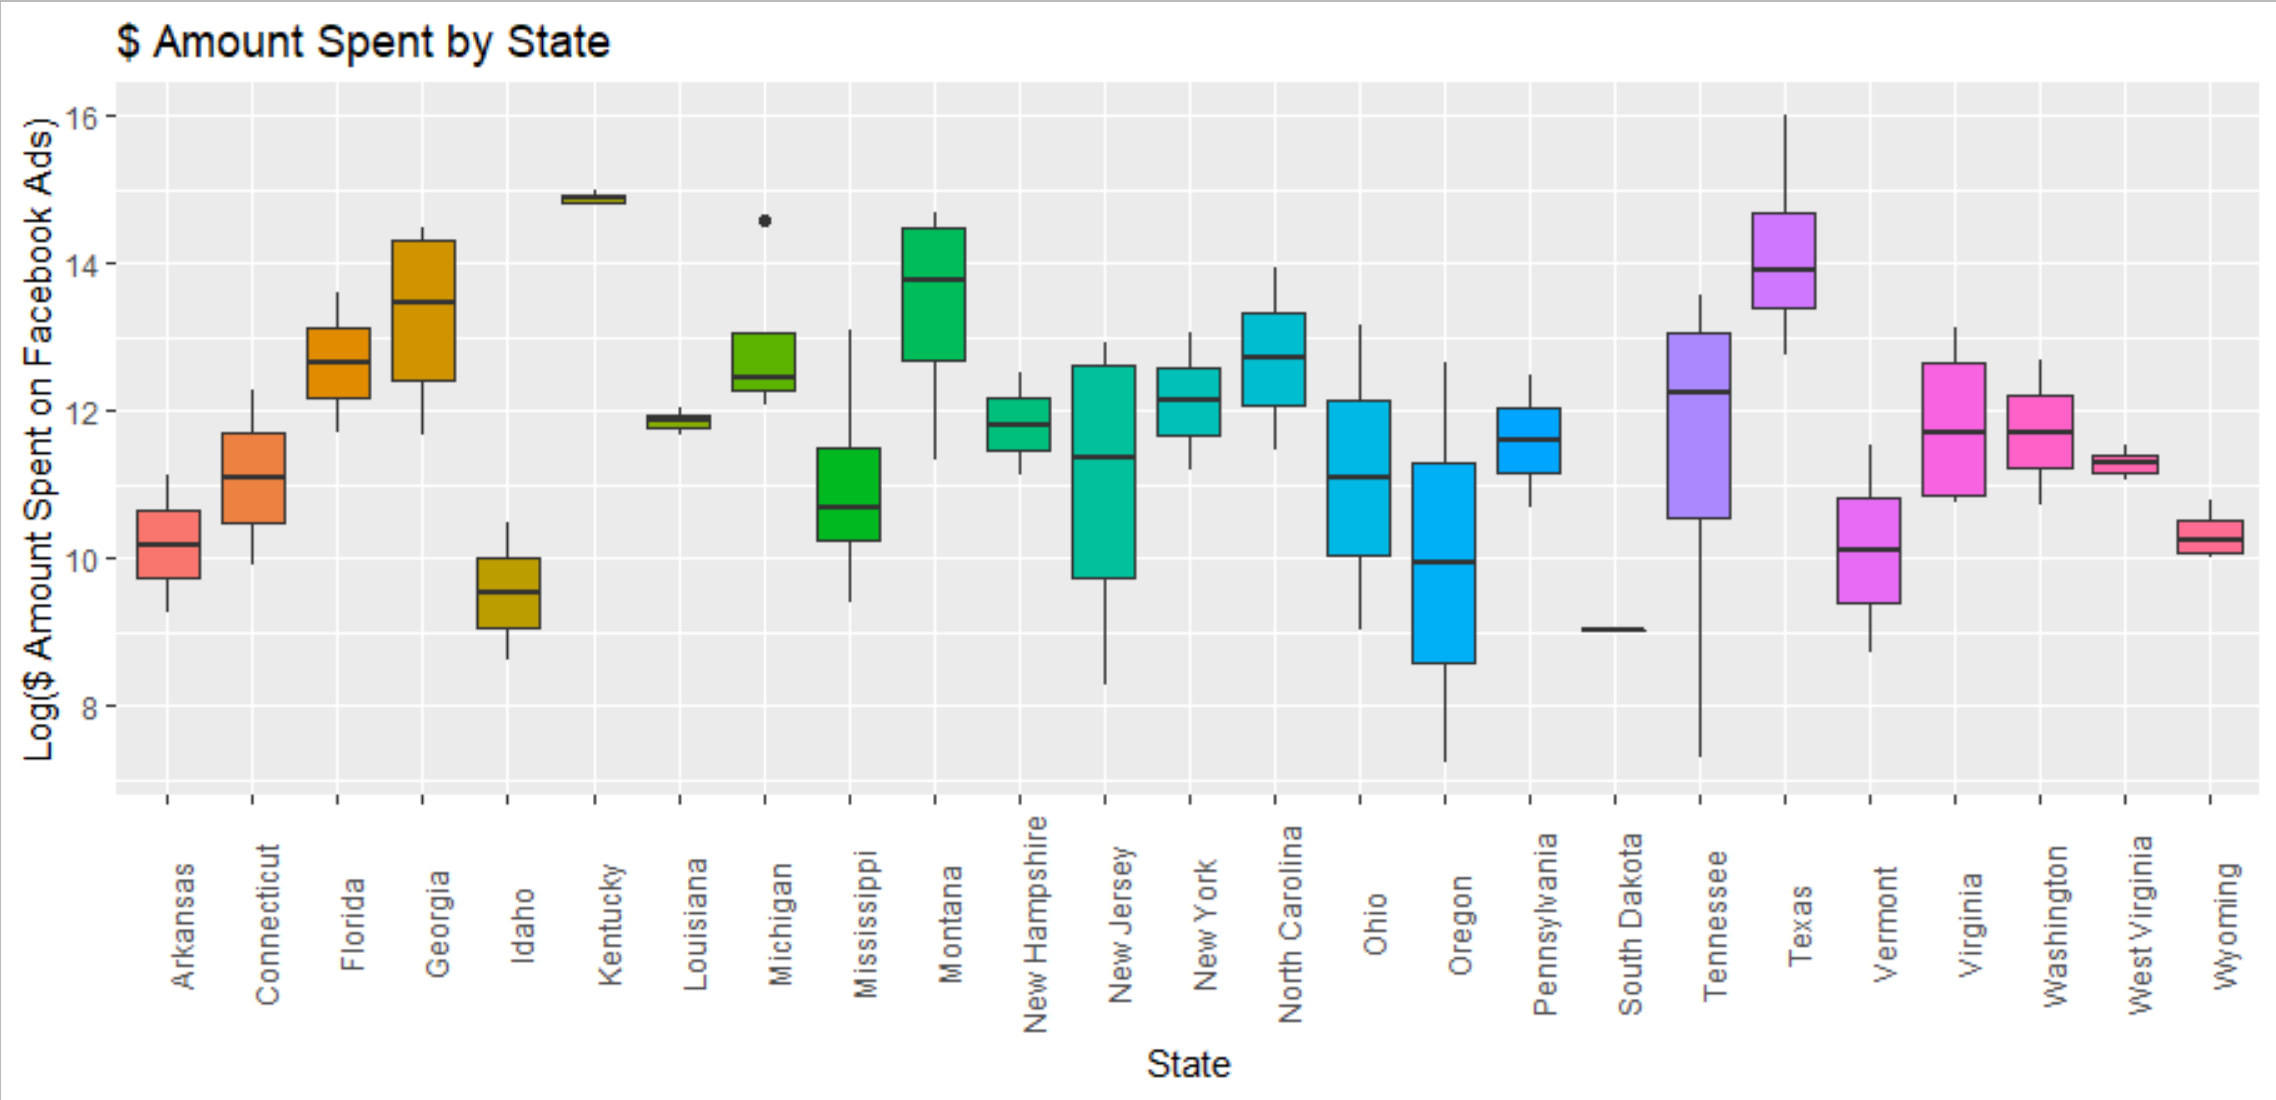 $ Amount Spent by State
Log($ Amount Spent on Facebook Ads)
16
14
12
10
8
Arkansas
Connecticut
Florida
Georgia
Idaho
Kentucky
Louisiana
Michigan
Mississippi
Montana
New Hampshire
New Jersey
New York
North Carolina
Ohio
Oregon
Pennsylvania
South Dakota
Tennessee
Texas
Vermont
Virginia
Washington
West Virginia
Wyoming
State